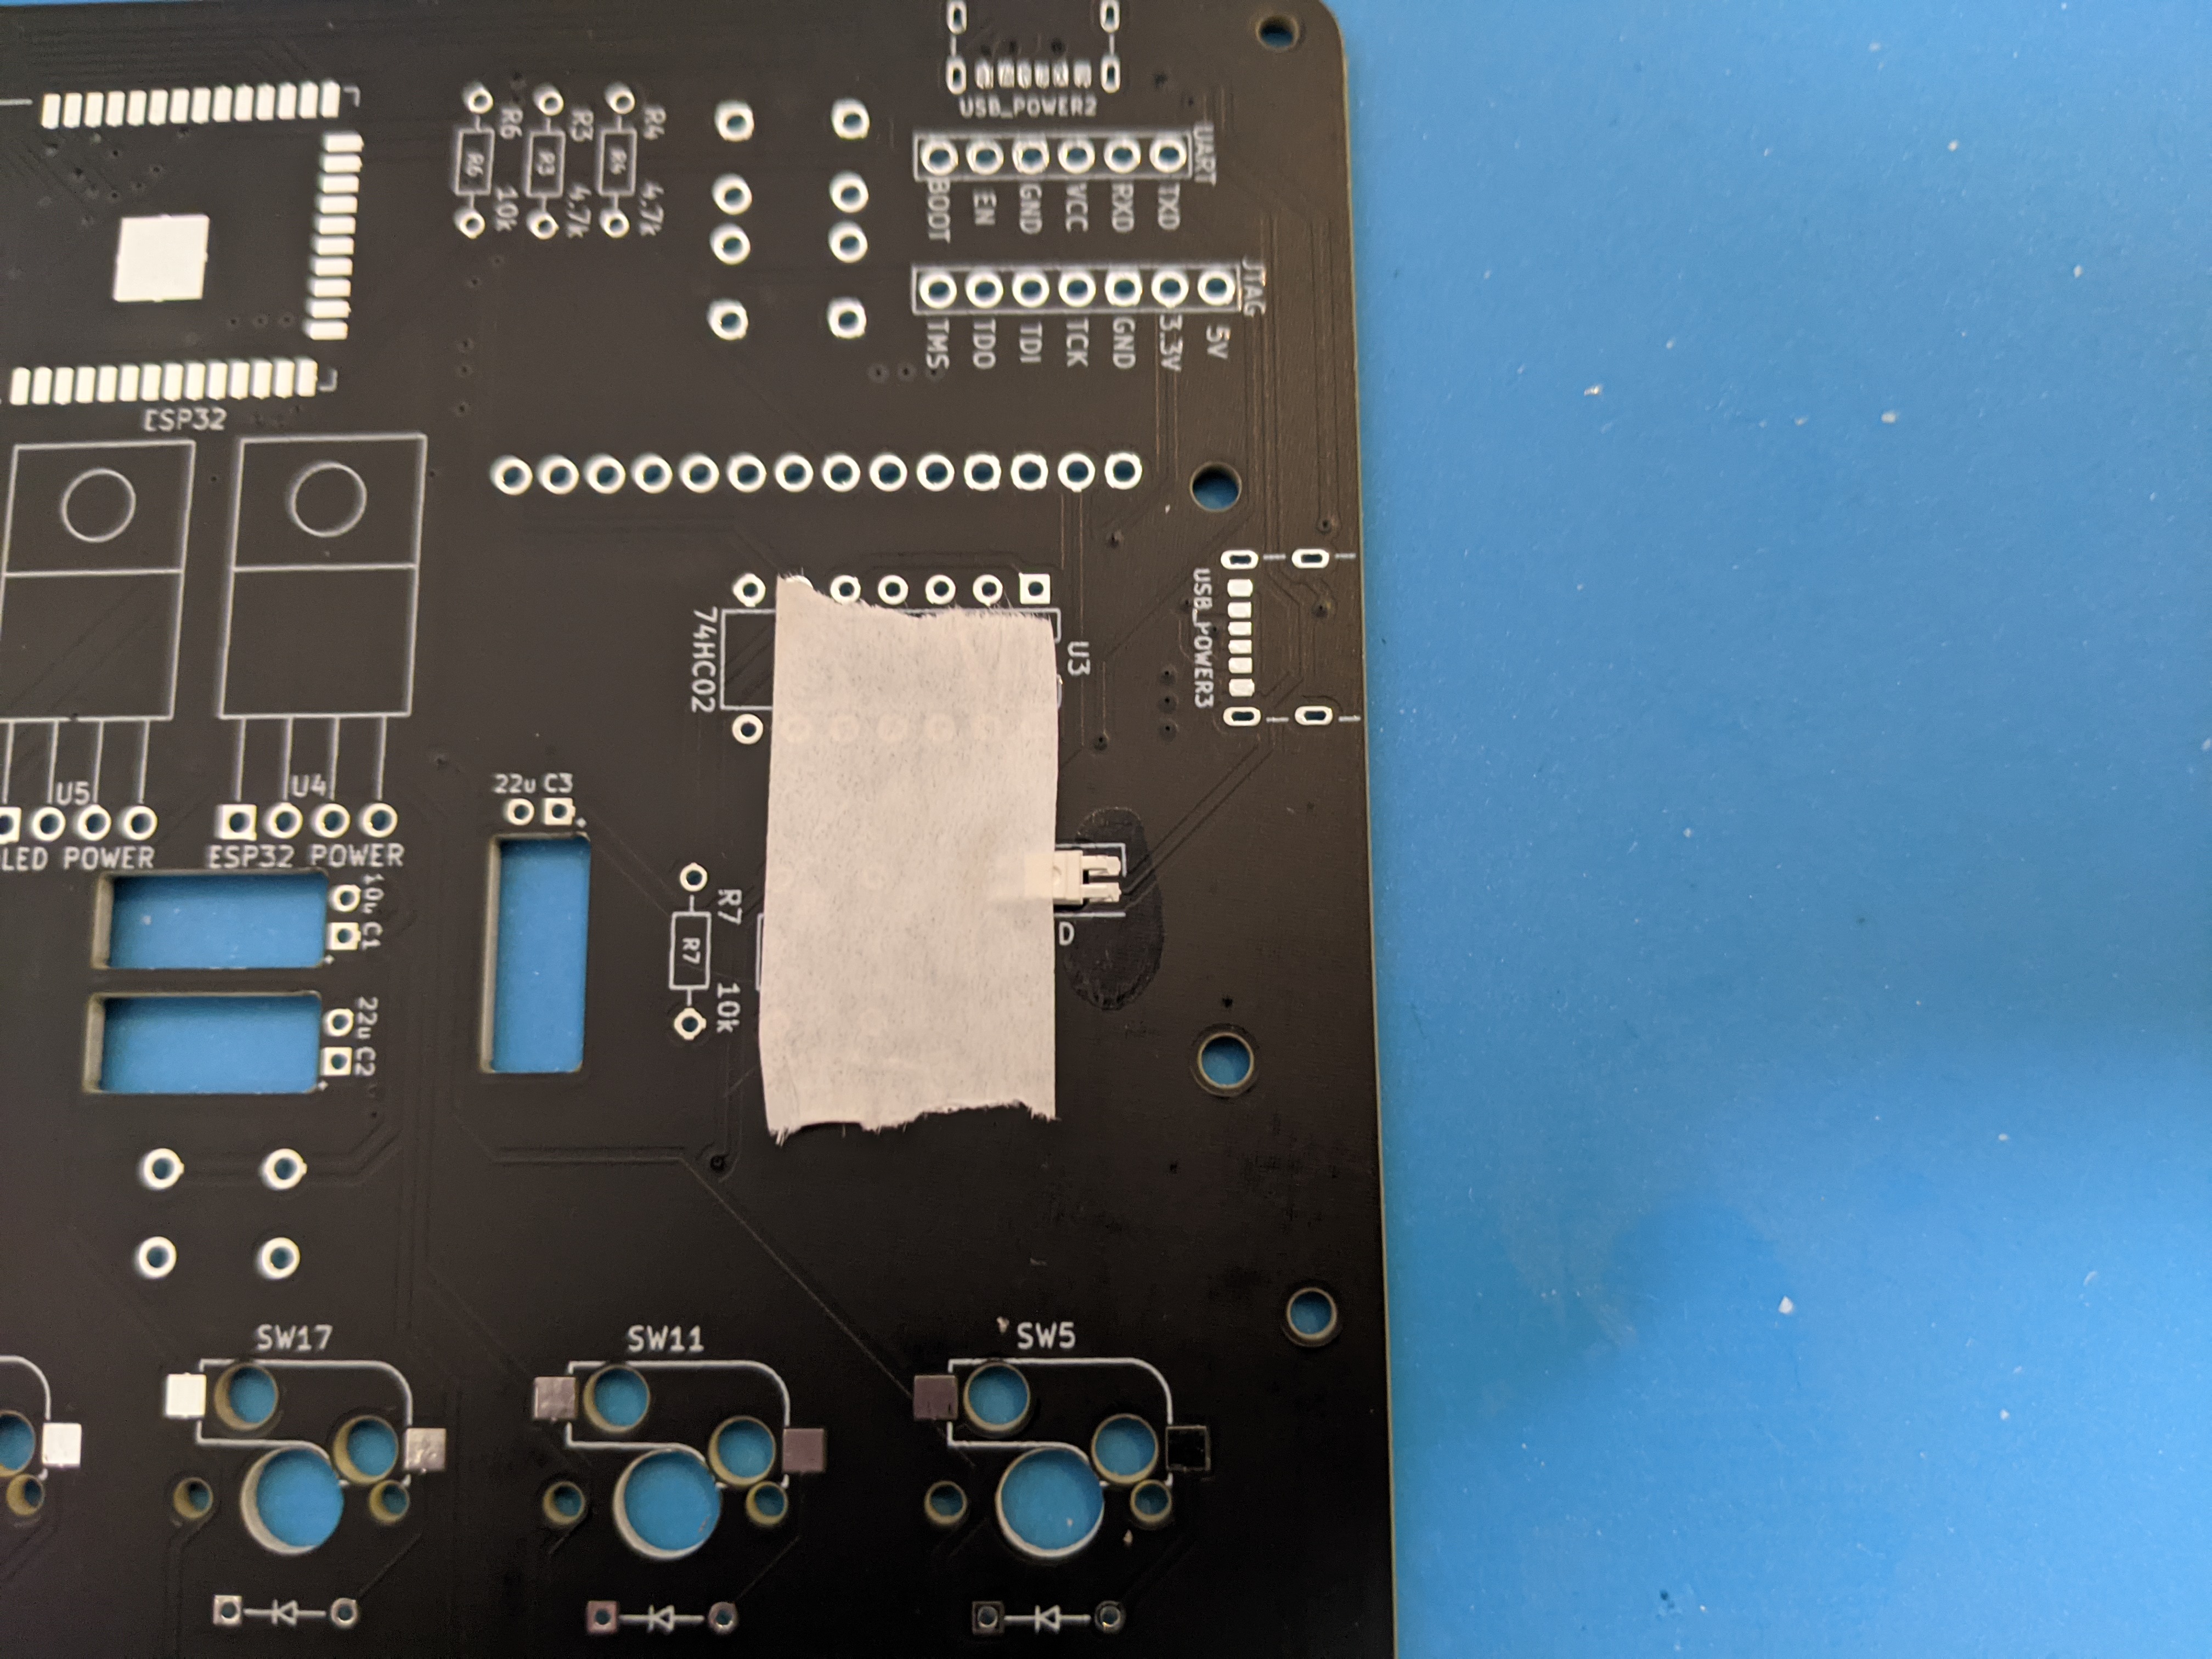 USB_POWER2
R6
R3
R4
R6
R3
R4
10k
4.7k
4.7k
UART
BOOT
EN
GND
VCC
RXD
TXD
JTAG
TMS
TDO
TDI
TCK
GND
3.3V
5V
ESP32
74HC02
U3
USB_POWER3
U5
U4
LED POWER
ESP32 POWER
22u C3
10u C1
22u C2
R7
R7
10k
D
SW17
SW11
SW5